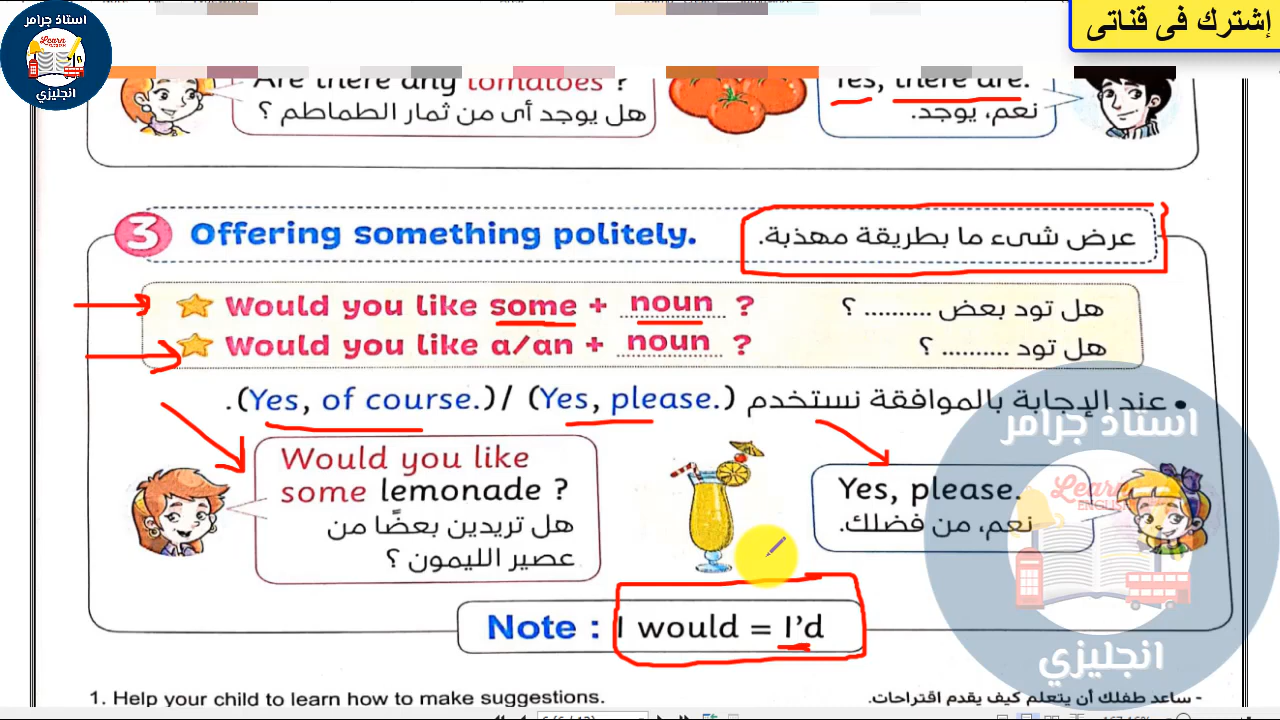 استاذ جرامر
Learn
ENGLISH
انجليزي
إشترك فى قناتى
Are there any tomatoes ?
هل يوجد أى من ثمار الطماطم ؟
Yes, there are.
نعم، يوجد.
3 Offering something politely.
عرض شىء ما بطريقة مهذبة.
Would you like some + noun ?
هل تود بعض .......... ؟
Would you like a/an + noun ?
هل تود .......... ؟
• عند الإجابة بالموافقة نستخدم (Yes, please.) / (Yes, of course.).
Would you like
some lemonade ?
هل تريدين بعضًا من
عصير الليمون ؟
Yes, please.
نعم، من فضلك.
استاذ جرامر
Learn
ENGLISH
انجليزي
Note : I would = I'd
1. Help your child to learn how to make suggestions.
- ساعد طفلك أن يتعلم كيف يقدم اقتراحات.